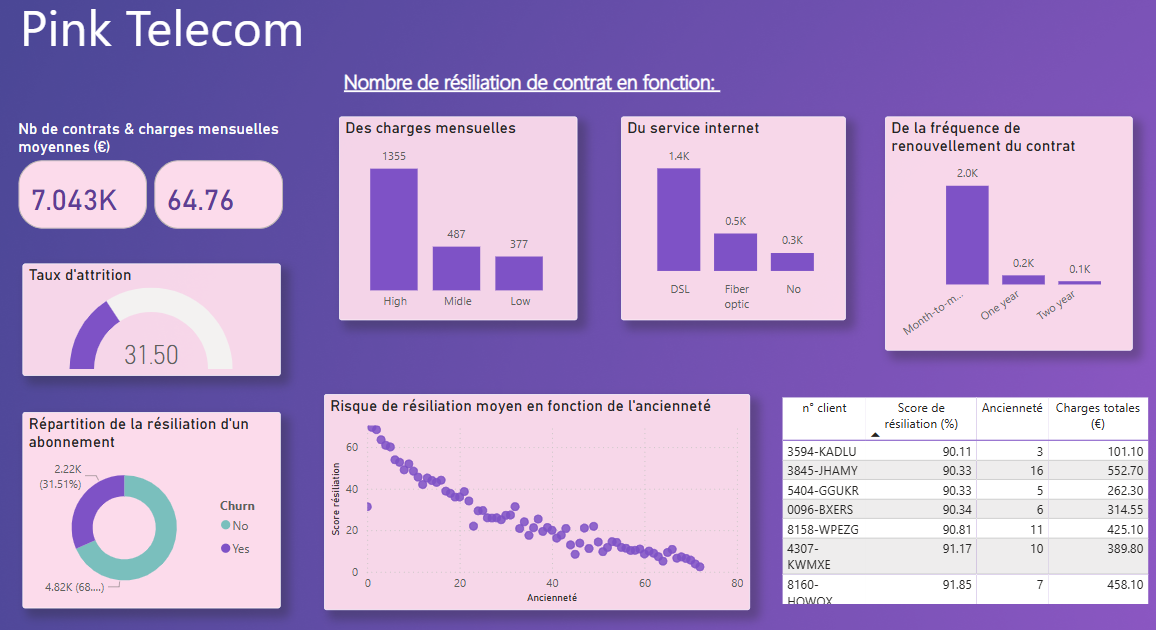 Pink Telecom
Nombre de résiliation de contrat en fonction:
Nb de contrats & charges mensuelles
moyennes (€)
7.043K
64.76
Des charges mensuelles
1355
487
377
High
Midle
Low
Du service internet
1.4K
0.5K
0.3K
DSL
Fiber
optic
No
De la fréquence de
renouvellement du contrat
2.0K
0.2K
0.1K
Month-to-m...
One year
Two year
Taux d'attrition
31.50
Répartition de la résiliation d'un
abonnement
2.22K
(31.51%)
4.82K (68....)
Churn
No
Yes
Risque de résiliation moyen en fonction de l'ancienneté
Score résiliation
60
40
20
0
0
20
40
60
80
Ancienneté
n° client Score de Ancienneté Charges totales
résiliation (%) (€)
3594-KADLU 90.11 3 101.10
3845-JHAMY 90.33 16 552.70
5404-GGUKR 90.33 5 262.30
0096-BXERS 90.34 6 314.55
8158-WPEZG 90.81 11 425.10
4307- 91.17 10 389.80
KWMXE
8160- 91.85 7 458.10
HOWOX